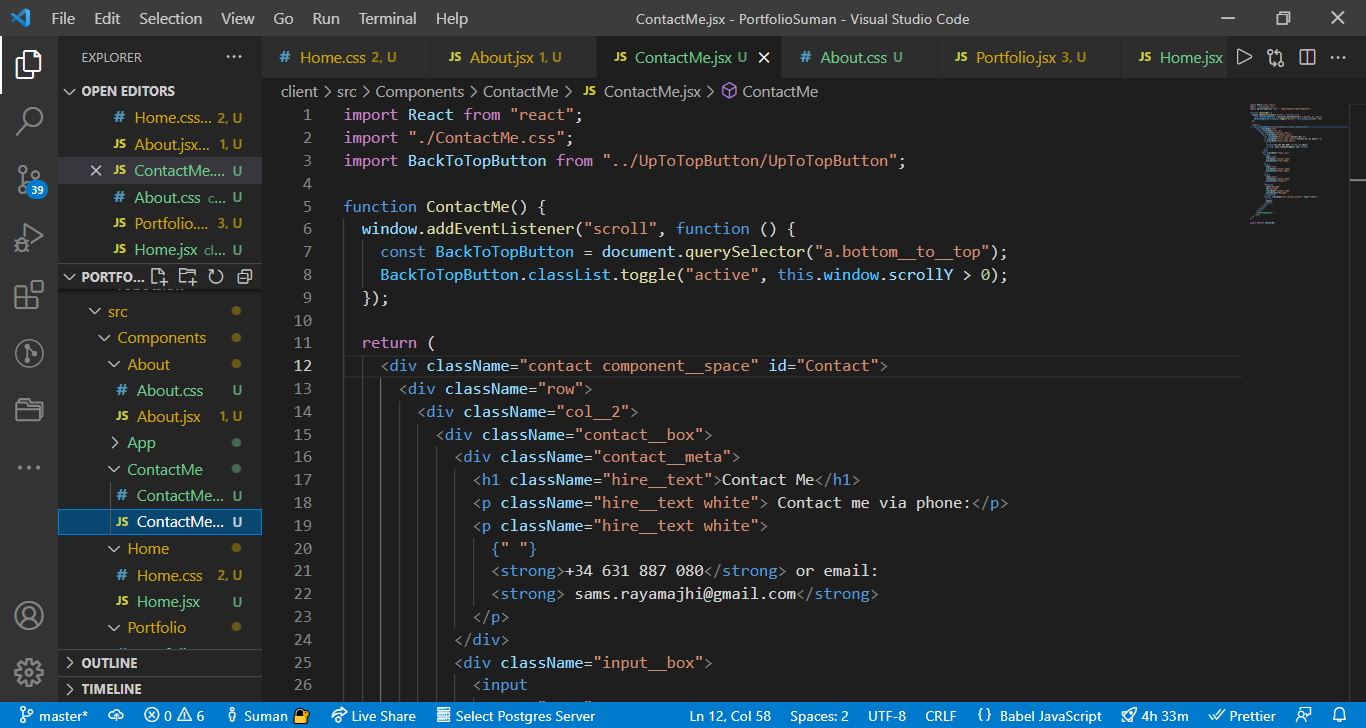 File Edit Selection View Go Run Terminal Help ContactMe.jsx - PortfolioSuman - Visual Studio Code
EXPLORER ···
# Home.css 2, U JS About.jsx 1, U JS ContactMe.jsx U # About.css U JS Portfolio.jsx 3, U JS Home.jsx
OPEN EDITORS
# Home.css... 2, U
JS About.jsx... 1, U
JS ContactMe.... U
# About.css c... U
JS Portfolio.... 3, U
JS Home.jsx cl... U
PORTFO...
src
Components
About
# About.css U
JS About.jsx 1, U
App
ContactMe
# ContactMe... U
JS ContactMe... U
Home
# Home.css 2, U
JS Home.jsx U
Portfolio
OUTLINE
TIMELINE
39
client > src > Components > ContactMe > JS ContactMe.jsx > ContactMe
1 import React from "react";
2 import "./ContactMe.css";
3 import BackToTopButton from "../UpToTopButton/UpToTopButton";
4
5 function ContactMe() {
6 window.addEventListener("scroll", function () {
7 const BackToTopButton = document.querySelector("a.bottom__to__top");
8 BackToTopButton.classList.toggle("active", this.window.scrollY > 0);
9 });
10
11 return (
12 <div className="contact component__space" id="Contact">
13 <div className="row">
14 <div className="col__2">
15 <div className="contact__box">
16 <div className="contact__meta">
17 <h1 className="hire__text">Contact Me</h1>
18 <p className="hire__text white"> Contact me via phone:</p>
19 <p className="hire__text white">
20 {" "}
21 <strong>+34 631 887 080</strong> or email:
22 <strong> sams.rayamajhi@gmail.com</strong>
23 </p>
24 </div>
25 <div className="input__box">
26 <input
master* 0 6 Suman Live Share Select Postgres Server Ln 12, Col 58 Spaces: 2 UTF-8 CRLF {} Babel JavaScript 4h 33m Prettier